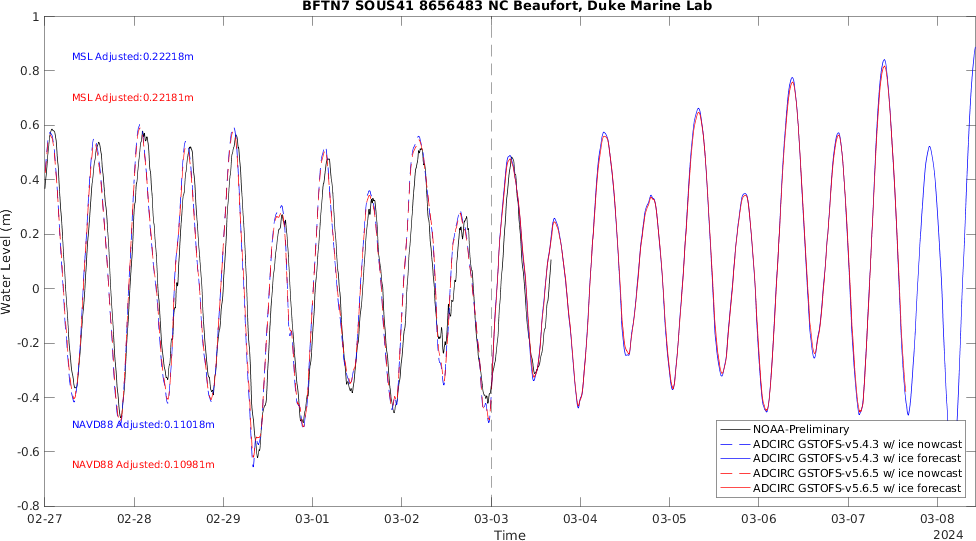 BFTN7 SOUS41 8656483 NC Beaufort, Duke Marine Lab
1
0.8
0.6
0.4
0.2
0
-0.2
-0.4
-0.6
-0.8
Water Level (m)
MSL Adjusted:0.22218m
MSL Adjusted:0.22181m
NAVD88 Adjusted:0.11018m
NAVD88 Adjusted:0.10981m
NOAA-Preliminary
ADCIRC GSTOFS-v5.4.3 w/ ice nowcast
ADCIRC GSTOFS-v5.4.3 w/ ice forecast
ADCIRC GSTOFS-v5.6.5 w/ ice nowcast
ADCIRC GSTOFS-v5.6.5 w/ ice forecast
02-27 02-28 02-29 03-01 03-02 03-03 03-04 03-05 03-06 03-07 03-08
Time
2024